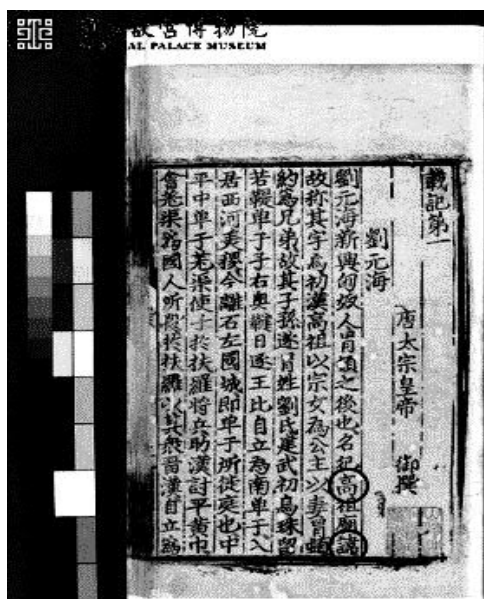 故宮博物院
AL PALACE MUSEUM
載記第一
唐太宗皇帝 御撰
劉元海
劉元海新興匈奴人冒頓之後也名犯高祖廟諱
故称其字焉初漢高祖以宗女為公主以妻冒頓
約為兄弟故其子孫遂冒姓劉氏建武初烏珠留
若鞮單于子右奧鞬日逐王比自立為南單于入
居西河美稷今離石左國城即單于所徙庭也中
平中單于羌渠使子於扶羅將兵助漢討平黃巾
會羌渠為國人所殺於扶羅以其衆留漢自立為